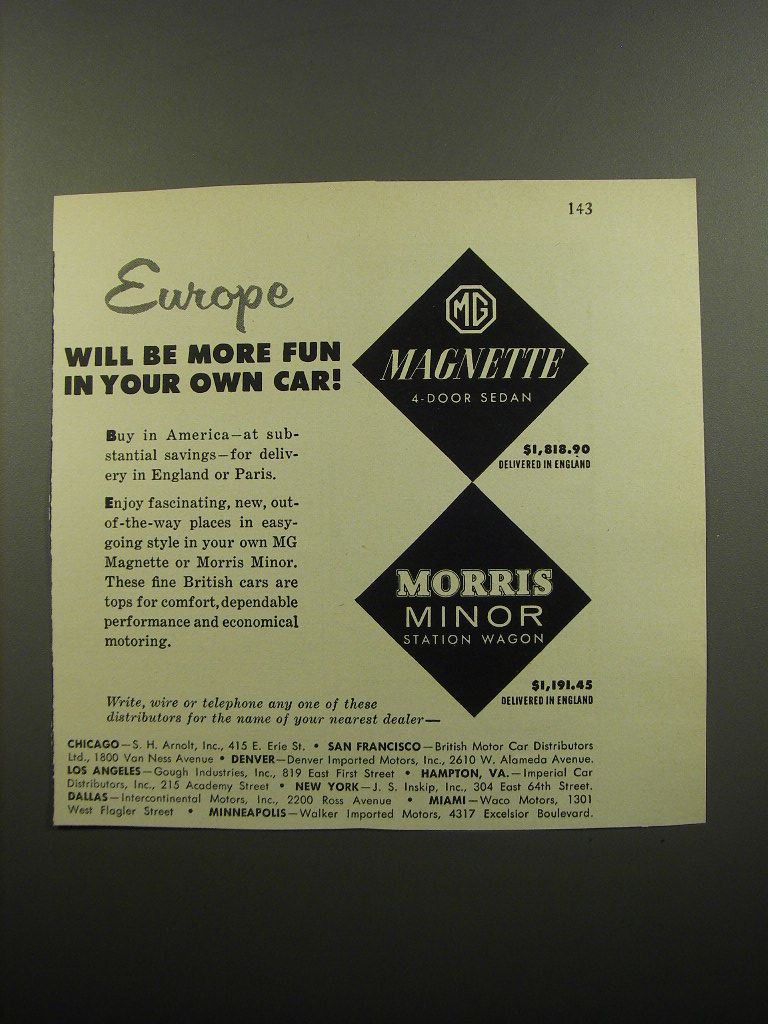 143
Europe
WILL BE MORE FUN
IN YOUR OWN CAR!
Buy in America—at sub-
stantial savings—for deliv-
ery in England or Paris.
Enjoy fascinating, new, out-
of-the-way places in easy-
going style in your own MG
Magnette or Morris Minor.
These fine British cars are
tops for comfort, dependable
performance and economical
motoring.
MG
MAGNETTE
4-DOOR SEDAN
$1,818.90
DELIVERED IN ENGLAND
MORRIS
MINOR
STATION WAGON
$1,191.45
DELIVERED IN ENGLAND
Write, wire or telephone any one of these
distributors for the name of your nearest dealer—
CHICAGO—S. H. Arnolt, Inc., 415 E. Erie St. • SAN FRANCISCO—British Motor Car Distributors
Ltd., 1800 Van Ness Avenue • DENVER—Denver Imported Motors, Inc., 2610 W. Alameda Avenue.
LOS ANGELES—Gough Industries, Inc., 819 East First Street • HAMPTON, VA.—Imperial Car
Distributors, Inc., 215 Academy Street • NEW YORK—J. S. Inskip, Inc., 304 East 64th Street.
DALLAS—Intercontinental Motors, Inc., 2200 Ross Avenue • MIAMI—Waco Motors, 1301
West Flagler Street • MINNEAPOLIS—Walker Imported Motors, 4317 Excelsior Boulevard.